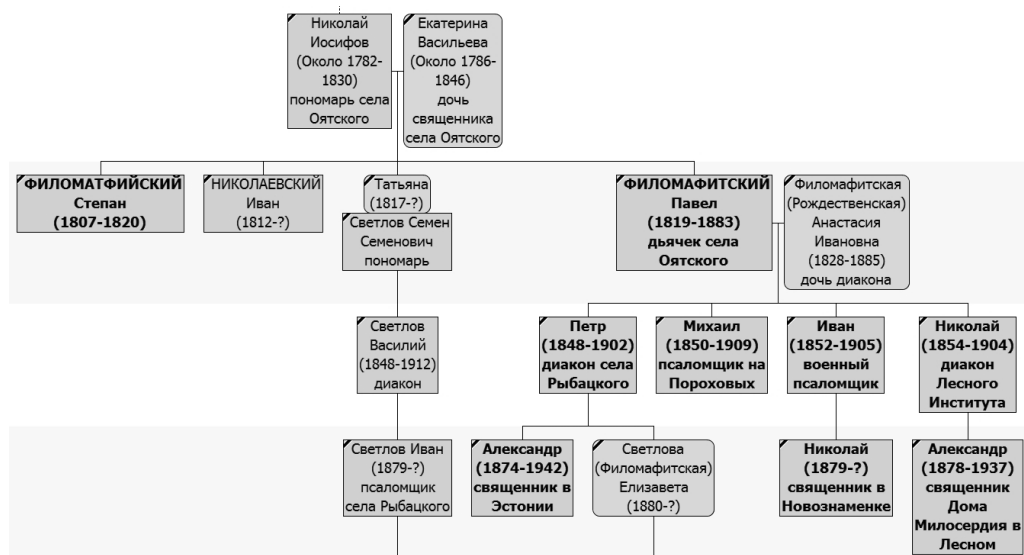 Николай
Иосифов
(Около 1782-
1830)
пономарь села
Оятского
Екатерина
Васильева
(Около 1786-
1846)
дочь
священника
села Оятского
ФИЛОМАТФИЙСКИЙ
Степан
(1807-1820)
НИКОЛАЕВСКИЙ
Иван
(1812-?)
Татьяна
(1817-?)
Светлов Семен
Семенович
пономарь
ФИЛОМАФИТСКИЙ
Павел
(1819-1883)
дьячек села
Оятского
Филомафитская
(Рождественская)
Анастасия
Ивановна
(1828-1885)
дочь диакона
Светлов
Василий
(1848-1912)
диакон
Петр
(1848-1902)
диакон села
Рыбацкого
Михаил
(1850-1909)
псаломщик на
Пороховых
Иван
(1852-1905)
военный
псаломщик
Николай
(1854-1904)
диакон
Лесного
Института
Светлов Иван
(1879-?)
псаломщик
села Рыбацкого
Александр
(1874-1942)
священник в
Эстонии
Светлова
(Филомафитская)
Елизавета
(1880-?)
Николай
(1879-?)
священник в
Новознаменке
Александр
(1878-1937)
священник
Дома
Милосердия в
Лесном